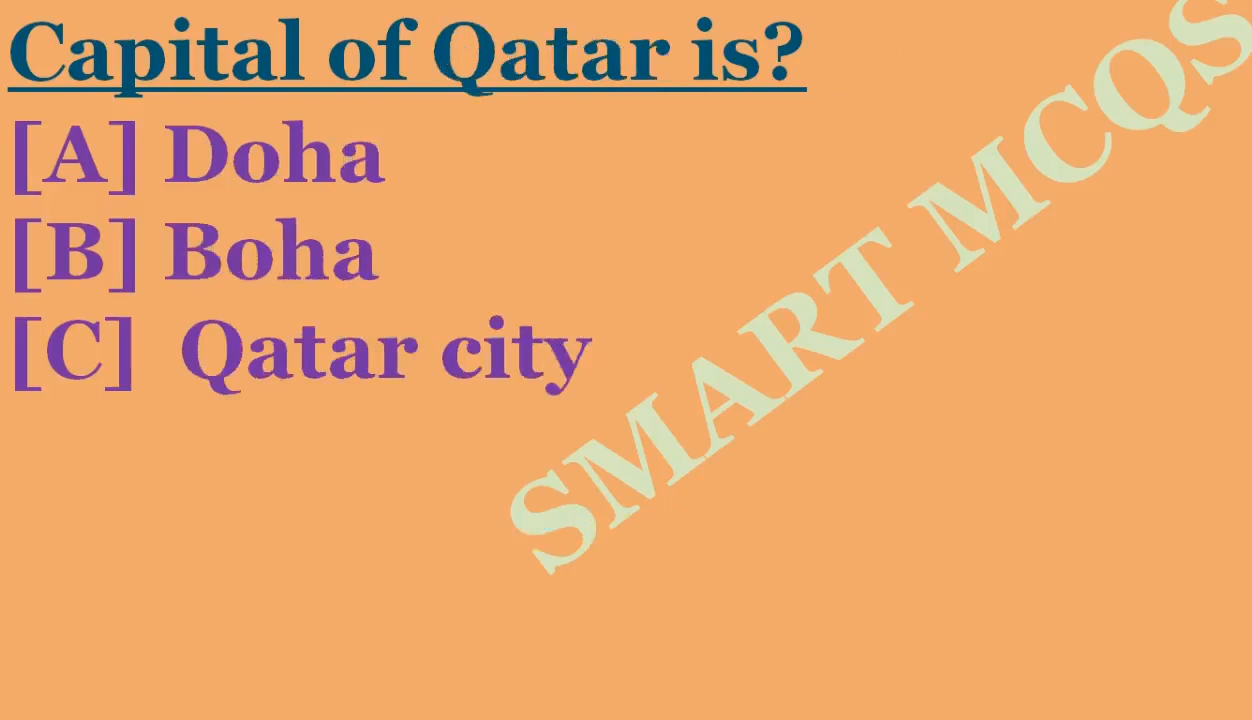 Capital of Qatar is?
[A] Doha
[B] Boha
[C] Qatar city
SMART MCQS